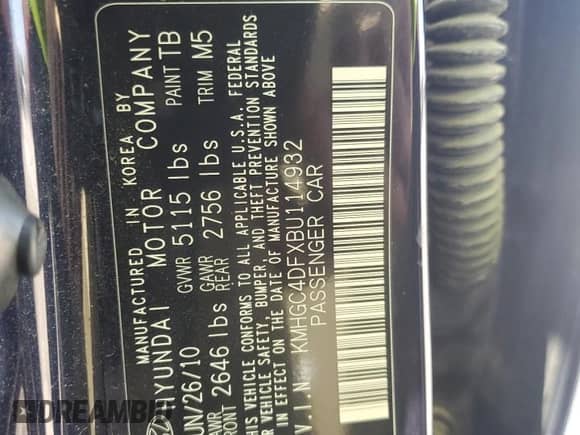 MANUFACTURED IN KOREA BY
HYUNDAI MOTOR COMPANY
UN/26/10 GVWR 5115 lbs PAINT TB
GAWR FRONT 2646 lbs GAWR REAR 2756 lbs TRIM M5
THIS VEHICLE CONFORMS TO ALL APPLICABLE U.S.A. FEDERAL
VEHICLE SAFETY, BUMPER, AND THEFT PREVENTION STANDARDS
IN EFFECT ON THE DATE OF MANUFACTURE SHOWN ABOVE
V.I.N KMHGC4DFXBU114932
PASSENGER CAR
DREAMBID